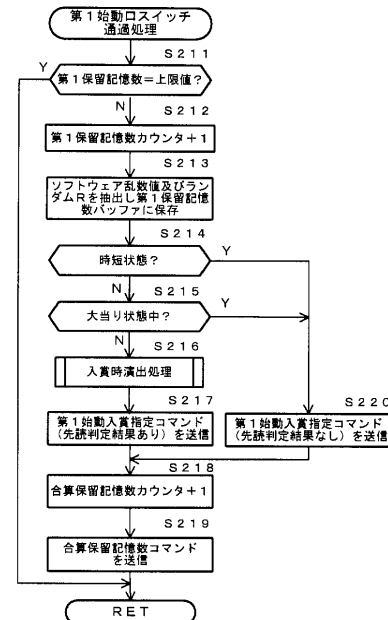 第1始動口スイッチ
通過処理
S211
Y
第1保留記憶数=上限値?
N
S212
第1保留記憶数カウンタ+1
S213
ソフトウェア乱数値及びラン
ダムRを抽出し第1保留記憶
数バッファに保存
S214
時短状態?
Y
N
S215
大当り状態中?
Y
N
S216
入賞時演出処理
S217
第1始動入賞指定コマンド
(先読判定結果あり)を送信
S220
第1始動入賞指定コマンド
(先読判定結果なし)を送信
S218
合算保留記憶数カウンタ+1
S219
合算保留記憶数コマンド
を送信
RET